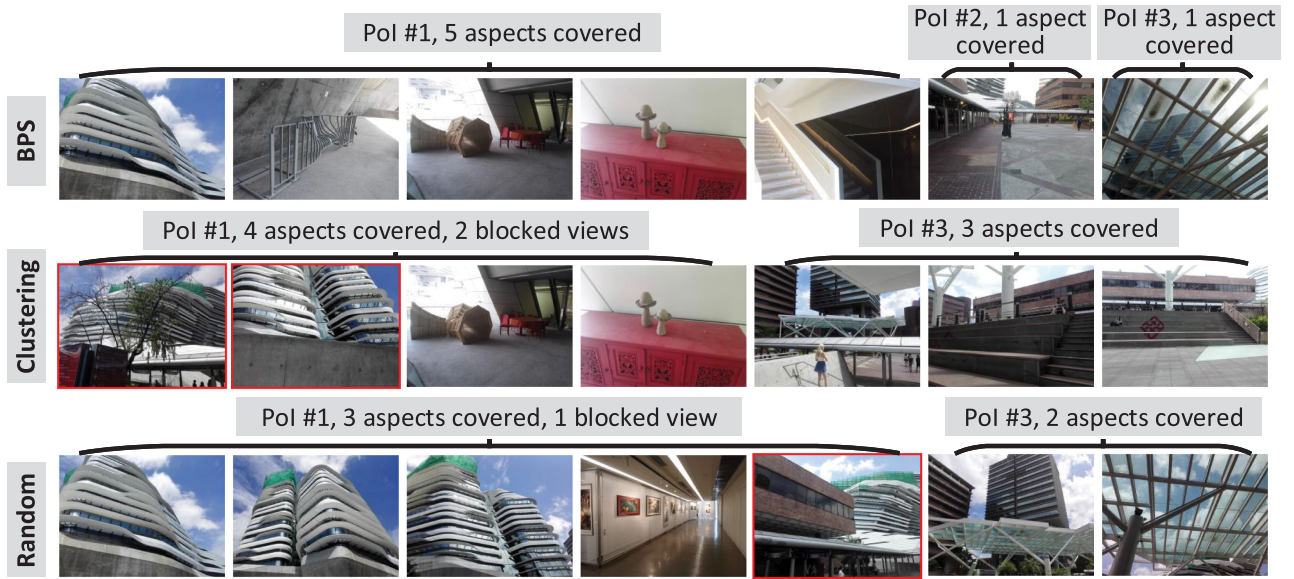 PoI #1, 5 aspects covered
PoI #2, 1 aspect
covered
PoI #3, 1 aspect
covered
BPS
PoI #1, 4 aspects covered, 2 blocked views
PoI #3, 3 aspects covered
Clustering
PoI #1, 3 aspects covered, 1 blocked view
PoI #3, 2 aspects covered
Random